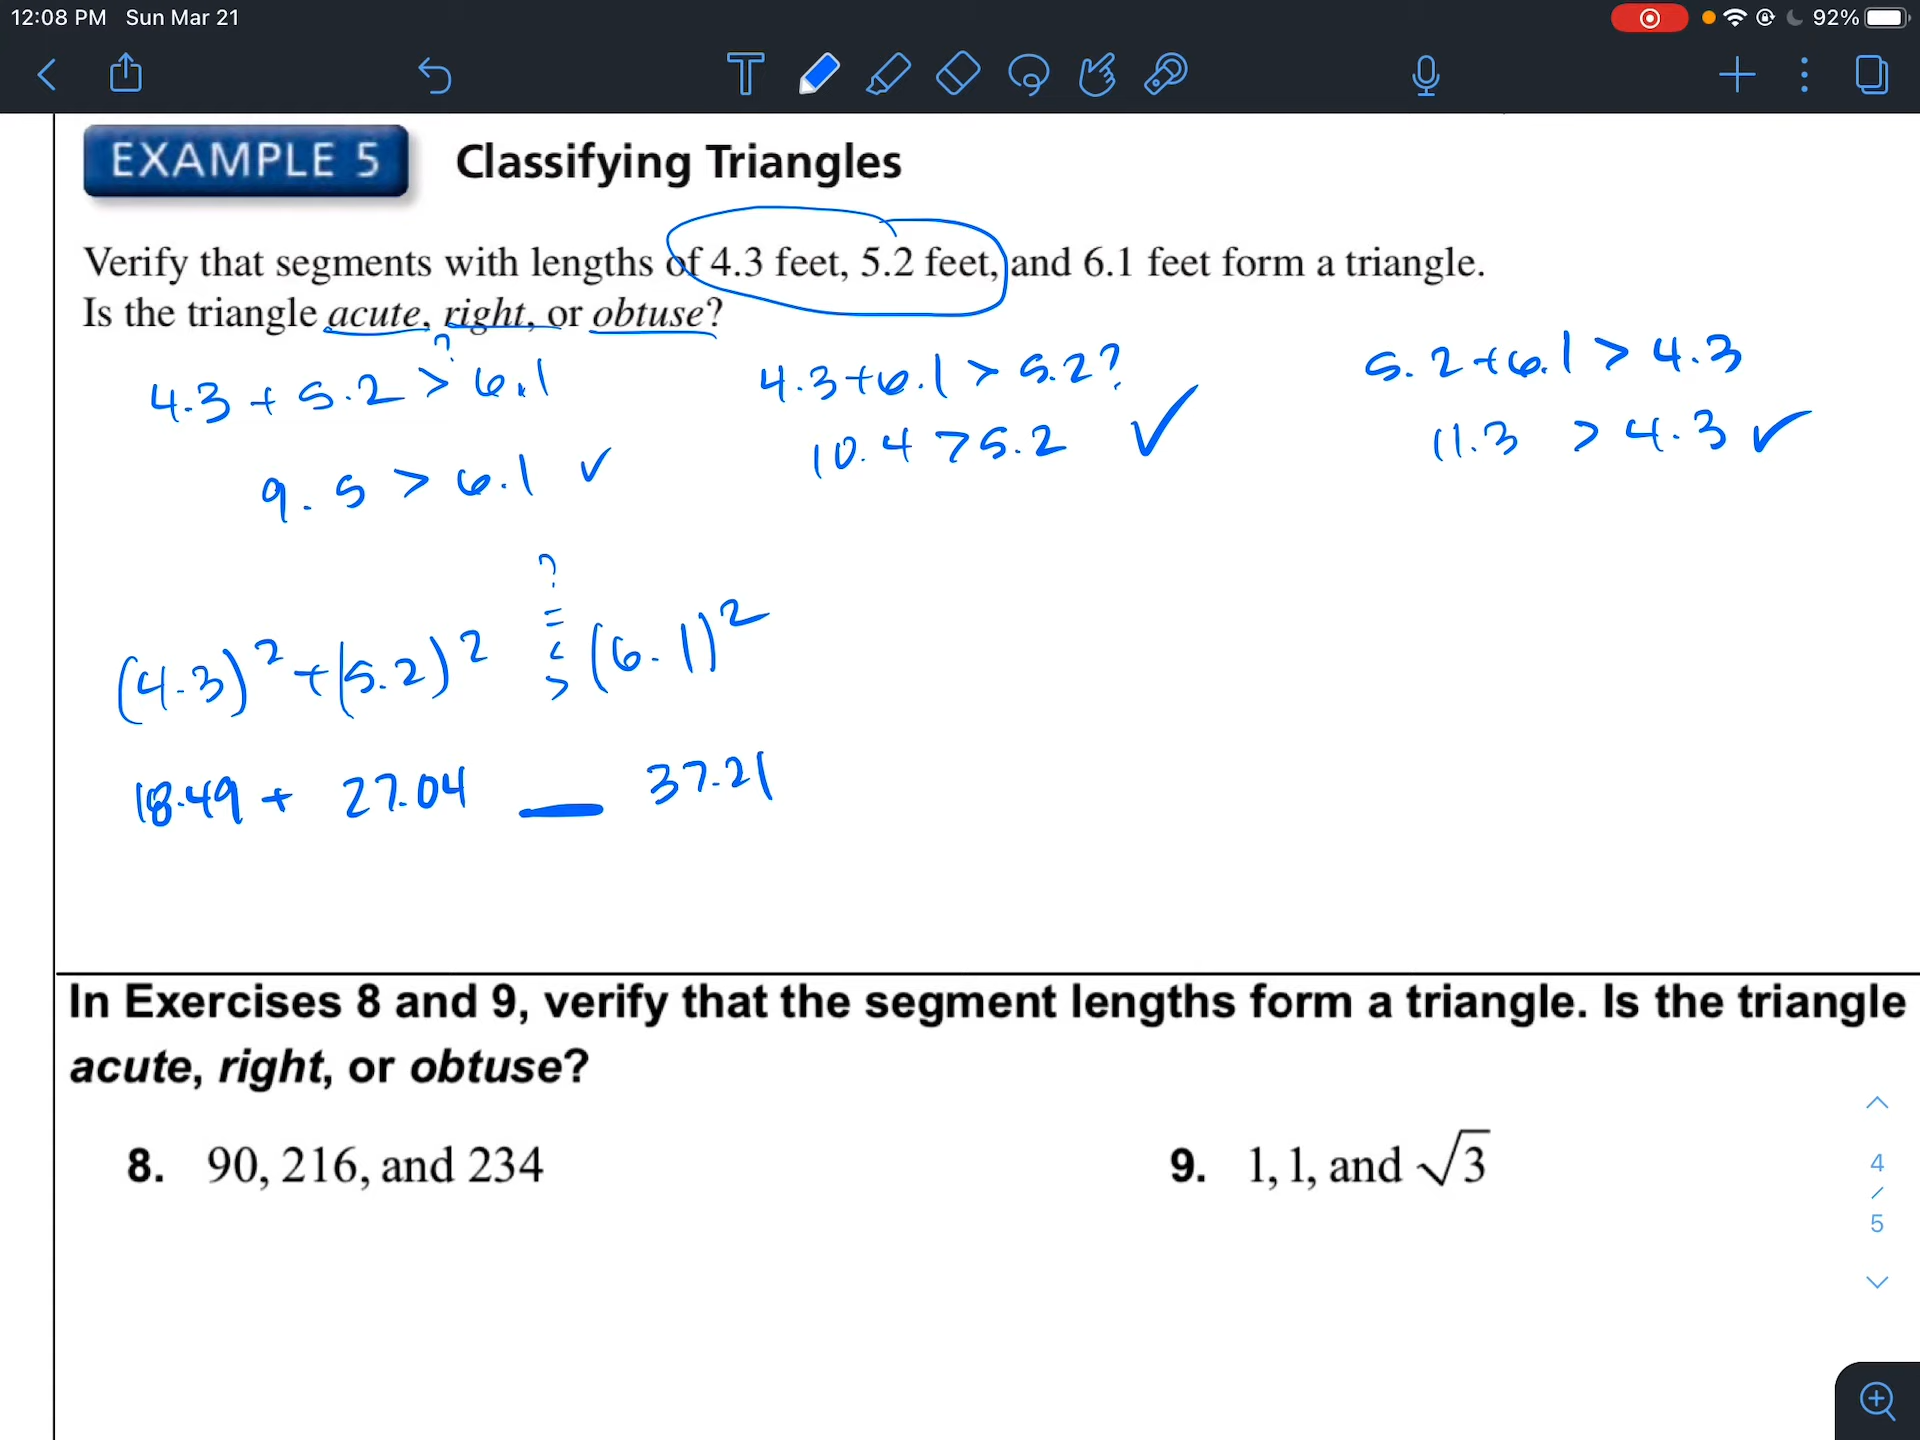 12:08 PM Sun Mar 21
92%
T
EXAMPLE 5 Classifying Triangles
Verify that segments with lengths of 4.3 feet, 5.2 feet, and 6.1 feet form a triangle.
Is the triangle acute, right, or obtuse?
?
4.3 + 5.2 > 6.1
4.3+6.1 > 5.2?
5.2+6.1 > 4.3
9.5 > 6.1 ✓
10.4 > 5.2 ✓
11.3 > 4.3 ✓
?
=
<
>
(4.3)² + (5.2)² (6.1)²
18.49 + 27.04 __ 37.21
In Exercises 8 and 9, verify that the segment lengths form a triangle. Is the triangle
acute, right, or obtuse?
8. 90, 216, and 234
9. 1, 1, and √3
4
/
5